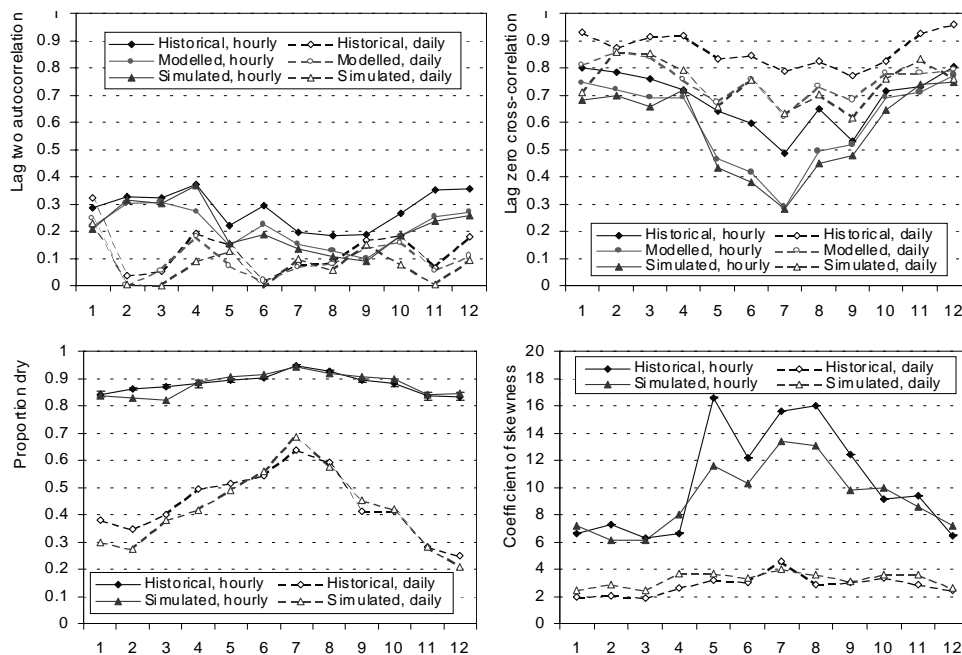 1
0.9
0.8
0.7
0.6
0.5
0.4
0.3
0.2
0.1
0
Lag two autocorrelation
Historical, hourly Historical, daily
Modelled, hourly Modelled, daily
Simulated, hourly Simulated, daily
1 2 3 4 5 6 7 8 9 10 11 12
1
0.9
0.8
0.7
0.6
0.5
0.4
0.3
0.2
0.1
0
Lag zero cross-correlation
Historical, hourly Historical, daily
Modelled, hourly Modelled, daily
Simulated, hourly Simulated, daily
1 2 3 4 5 6 7 8 9 10 11 12
1
0.9
0.8
0.7
0.6
0.5
0.4
0.3
0.2
0.1
0
Proportion dry
Historical, hourly Historical, daily
Simulated, hourly Simulated, daily
1 2 3 4 5 6 7 8 9 10 11 12
20
18
16
14
12
10
8
6
4
2
0
Coefficient of skewness
Historical, hourly Historical, daily
Simulated, hourly Simulated, daily
1 2 3 4 5 6 7 8 9 10 11 12